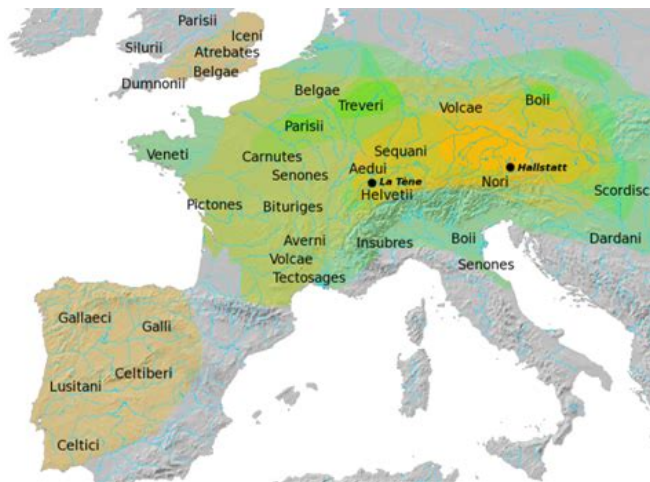 Parisii
Iceni
Silurii
Atrebates
Belgae
Dumnonii
Belgae
Treveri
Volcae
Boii
Parisii
Veneti
Carnutes
Sequani
Senones
Aedui
Hallstatt
La Tène
Nori
Helvetii
Scordisc
Pictones
Bituriges
Averni
Insubres
Boii
Dardani
Volcae
Tectosages
Senones
Gallaeci
Galli
Celtiberi
Lusitani
Celtici